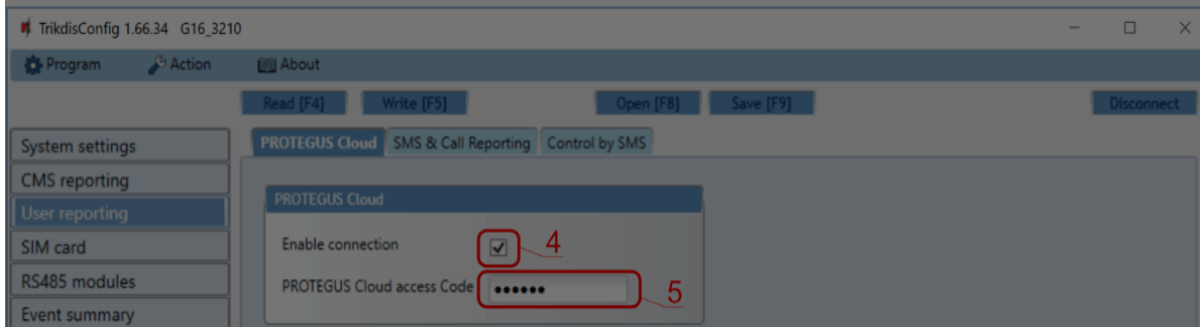 TrikdisConfig 1.66.34 G16_3210
Program Action About
Read [F4] Write [F5] Open [F8] Save [F9] Disconnect
System settings
CMS reporting
User reporting
SIM card
RS485 modules
Event summary
PROTEGUS Cloud SMS & Call Reporting Control by SMS
PROTEGUS Cloud
Enable connection 4
PROTEGUS Cloud access Code •••••• 5